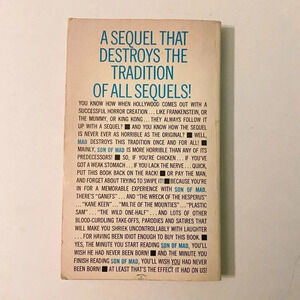 A SEQUEL THAT
DESTROYS THE
TRADITION
OF ALL SEQUELS!
YOU KNOW HOW WHEN HOLLYWOOD COMES OUT WITH A
SUCCESSFUL HORROR CREATION... LIKE FRANKENSTEIN, OR
THE MUMMY, OR KING KONG... THEY ALWAYS FOLLOW IT
UP WITH A SEQUEL? ■ AND YOU KNOW HOW THE SEQUEL
IS NEVER EVER AS HORRIBLE AS THE ORIGINAL? ■ WELL,
MAD DESTROYS THIS TRADITION ONCE AND FOR ALL! ■
MAINLY, SON OF MAD IS MORE HORRIBLE THAN ANY OF ITS
PREDECESSORS! ■ SO, IF YOU'RE CHICKEN... IF YOU'VE
GOT A WEAK STOMACH... IF YOU LACK THE NERVE... QUICK,
PUT THIS BOOK BACK ON THE RACK! ■ OR PAY THE MAN,
AND FORGET ABOUT TRYING TO SWIPE IT! ■ BECAUSE YOU'RE
IN FOR A MEMORABLE EXPERIENCE WITH SON OF MAD.
THERE'S "GANEFS"... AND "THE WRECK OF THE HESPERUS"
... "KANE KEEN"... "MILTIE OF THE MOUNTIES"... "PLASTIC
SAM"... "THE WILD ONE-HALF"... AND LOTS OF OTHER
BLOOD-CURDLING TAKE-OFFS, PARODIES AND SATIRES THAT
WILL MAKE YOU SHRIEK UNCONTROLLABLY WITH LAUGHTER
... FOR HAVING BEEN IDIOT ENOUGH TO BUY THIS BOOK. ■
YES, THE MINUTE YOU START READING SON OF MAD, YOU'LL
WISH HE HAD NEVER BEEN BORN! ■ AND THE MINUTE YOU
FINISH READING SON OF MAD, YOU'LL WISH YOU HAD NEVER
BEEN BORN! ■ AT LEAST THAT'S THE EFFECT IT HAD ON US!